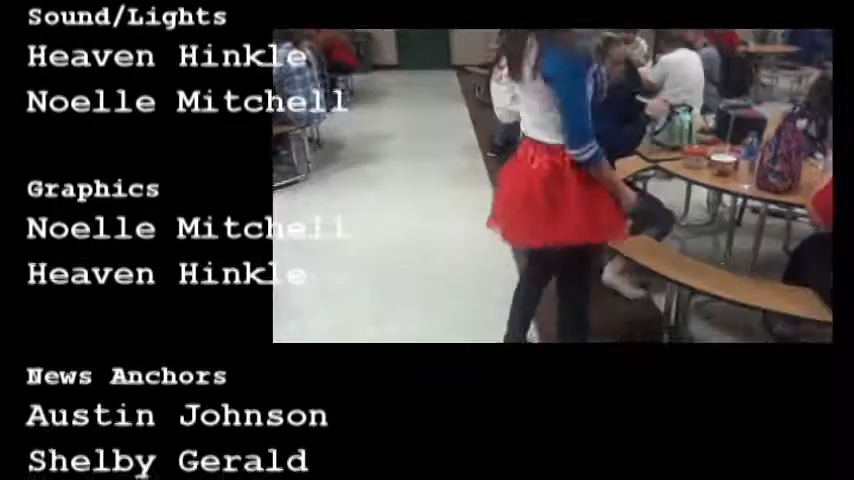 Sound/Lights
Heaven Hinkle
Noelle Mitchell
Graphics
Noelle Mitchell
Heaven Hinkle
News Anchors
Austin Johnson
Shelby Gerald